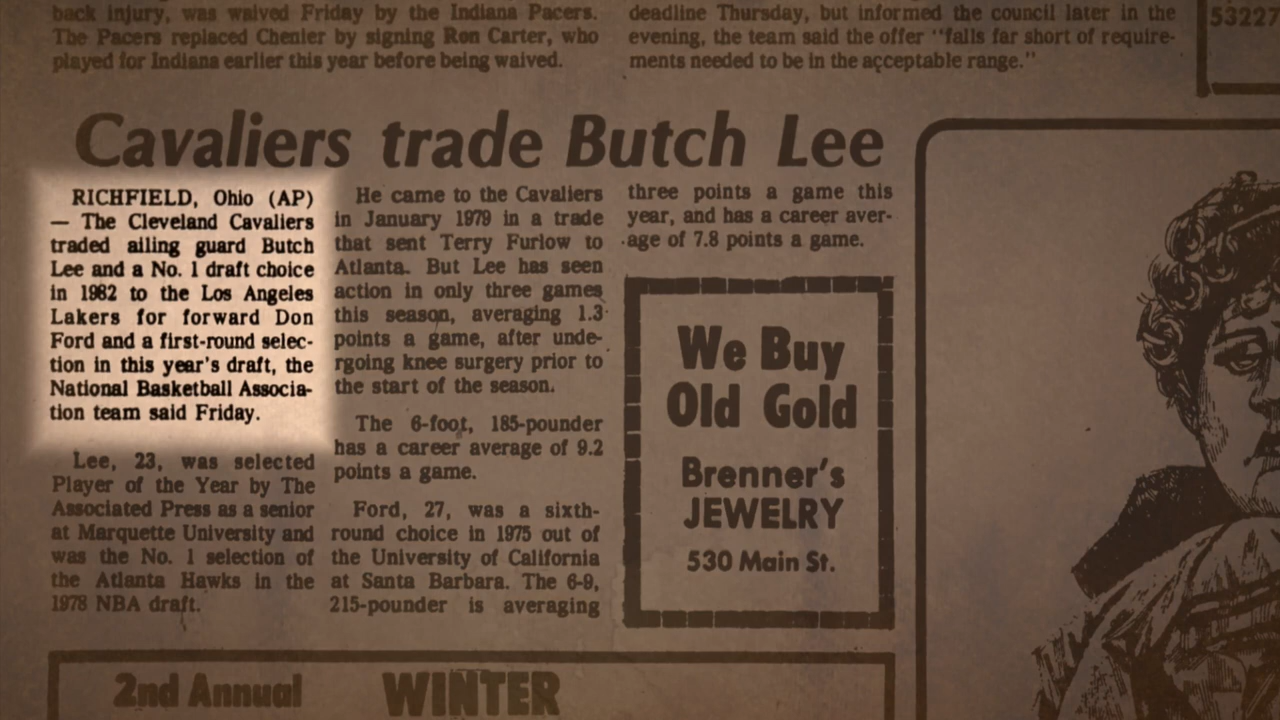 back injury, was waived Friday by the Indiana Pacers.
The Pacers replaced Chenier by signing Ron Carter, who
played for Indiana earlier this year before being waived.
deadline Thursday, but informed the council later in the
evening, the team said the offer "falls far short of require-
ments needed to be in the acceptable range."
53227
Cavaliers trade Butch Lee
RICHFIELD, Ohio (AP)
— The Cleveland Cavaliers
traded ailing guard Butch
Lee and a No. 1 draft choice
in 1982 to the Los Angeles
Lakers for forward Don
Ford and a first-round selec-
tion in this year's draft, the
National Basketball Associa-
tion team said Friday.
Lee, 23, was selected
Player of the Year by The
Associated Press as a senior
at Marquette University and
was the No. 1 selection of
the Atlanta Hawks in the
1978 NBA draft.
He came to the Cavaliers
in January 1979 in a trade
that sent Terry Furlow to
Atlanta. But Lee has seen
action in only three games
this season, averaging 1.3
points a game, after unde-
rgoing knee surgery prior to
the start of the season.
The 6-foot, 185-pounder
has a career average of 9.2
points a game.
Ford, 27, was a sixth-
round choice in 1975 out of
the University of California
at Santa Barbara. The 6-9,
215-pounder is averaging
three points a game this
year, and has a career aver-
age of 7.8 points a game.
We Buy
Old Gold
Brenner's
JEWELRY
530 Main St.
2nd Annual WINTER